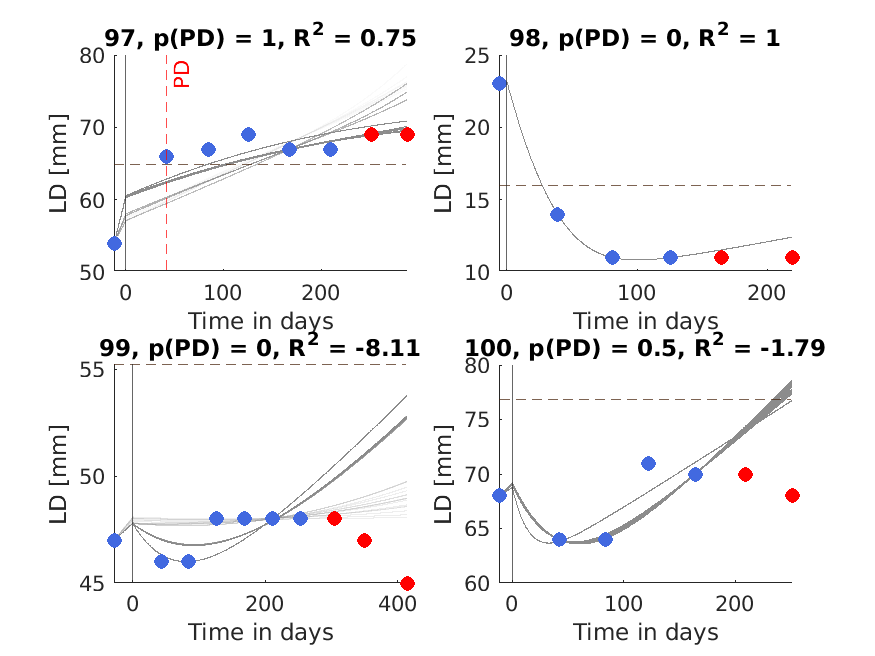 97, p(PD) = 1, R² = 0.75
80
70
60
50
LD [mm]
PD
0
100
200
Time in days
98, p(PD) = 0, R² = 1
25
20
15
10
LD [mm]
0
100
200
Time in days
99, p(PD) = 0, R² = -8.11
55
50
45
LD [mm]
0
200
400
Time in days
100, p(PD) = 0.5, R² = -1.79
80
75
70
65
60
LD [mm]
0
100
200
Time in days